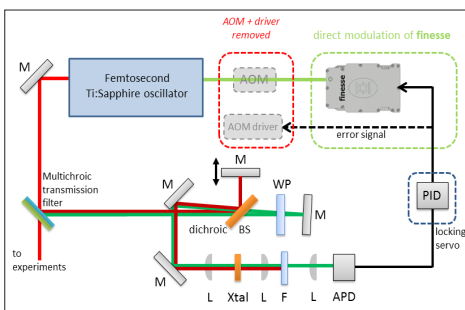 AOM + driver
removed
direct modulation of finesse
M
Femtosecond
Ti:Sapphire oscillator
AOM
finesse
AOM driver
error signal
M
Multichroic
transmission
filter
M
WP
PID
M
dichroic
BS
locking
servo
to
experiments
M
L
Xtal
L
F
L
APD